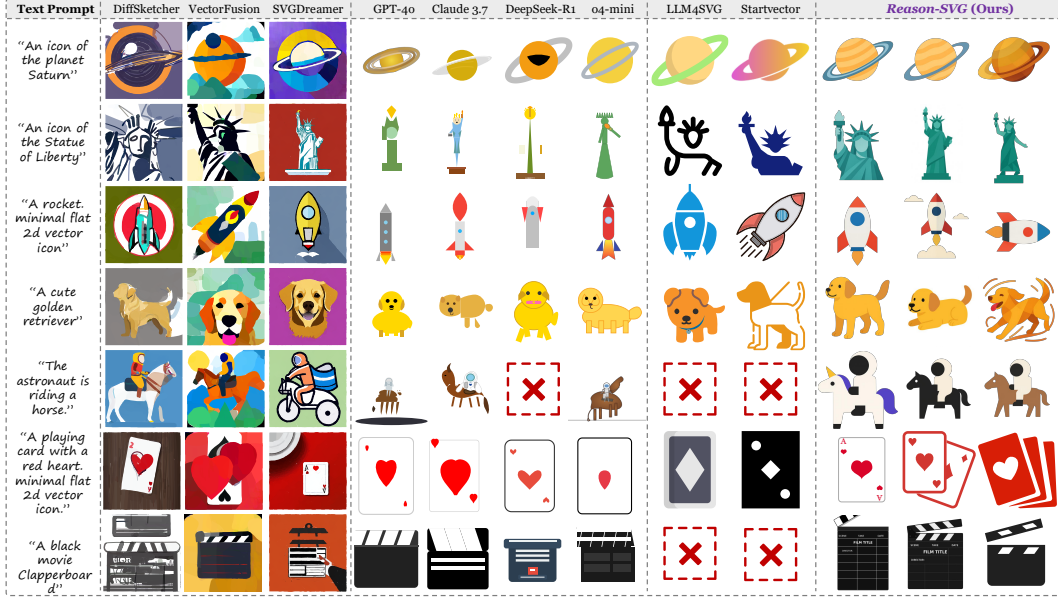 Text Prompt DiffSketcher VectorFusion SVGDreamer GPT-4o Claude 3.7 DeepSeek-R1 04-mini LLM4SVG Startvector Reason-SVG (Ours)
“An icon of
the planet
Saturn”
“An icon of
the Statue
of Liberty”
“A rocket.
minimal flat
2d vector
icon”
“A cute
golden
retriever”
“The
astronaut is
riding a
horse.”
“A playing
card with a
red heart.
minimal flat
2d vector
icon.”
2
A
A
A
“A black
movie
Clapperboar
d”
FILM TITLE
FILM TITLE